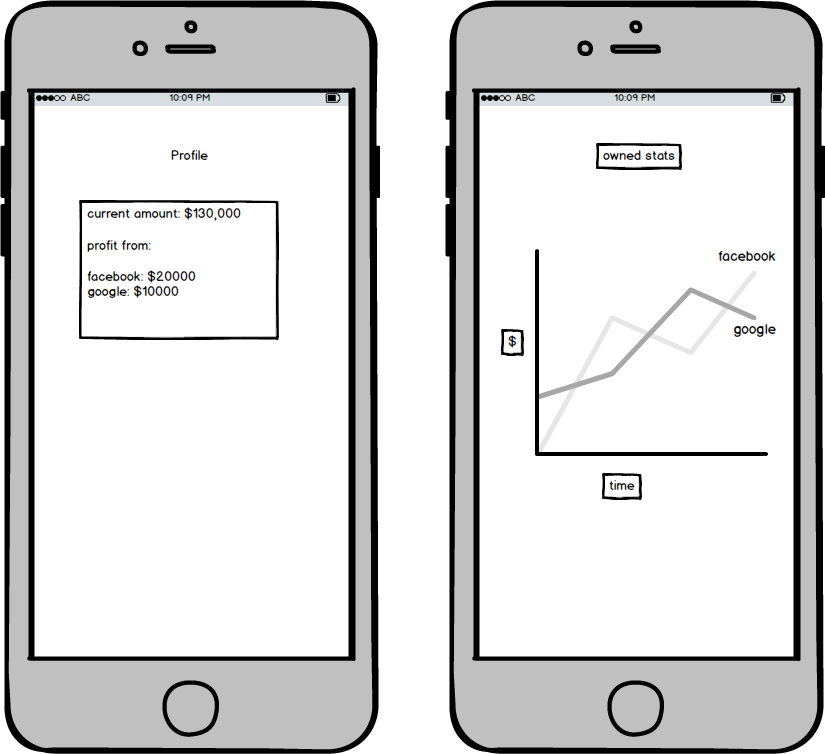 ABC 10:09 PM
Profile
current amount: $130,000
profit from:
facebook: $20000
google: $10000
ABC 10:09 PM
owned stats
facebook
google
$
time